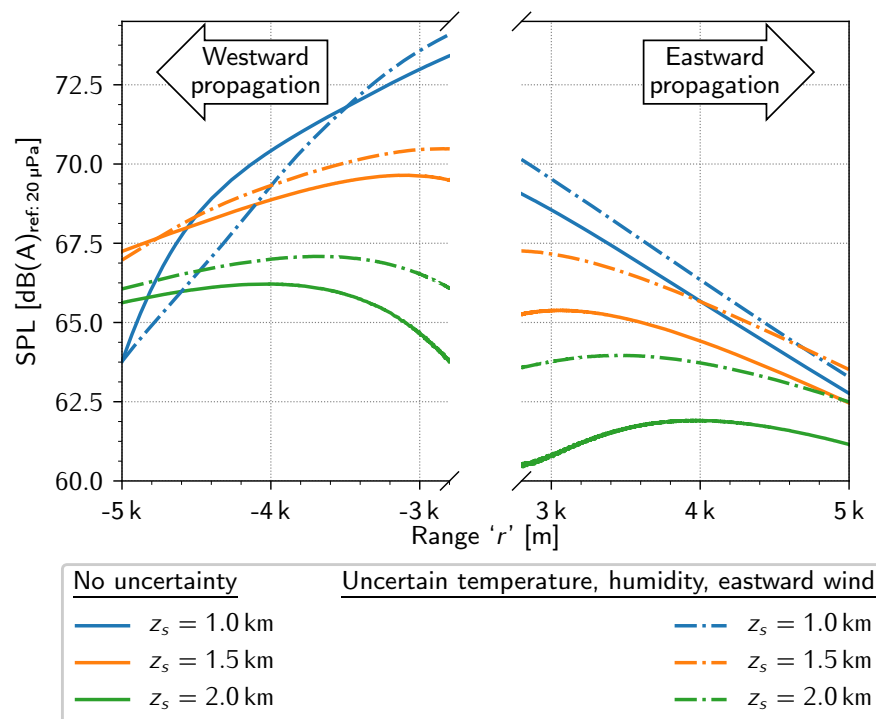 Westward
propagation
Eastward
propagation
SPL [dB(A)ref: 20 µPa]
72.5
70.0
67.5
65.0
62.5
60.0
-5 k -4 k -3 k 3 k 4 k 5 k
Range ‘r’ [m]
No uncertainty Uncertain temperature, humidity, eastward wind
zs = 1.0 km zs = 1.0 km
zs = 1.5 km zs = 1.5 km
zs = 2.0 km zs = 2.0 km